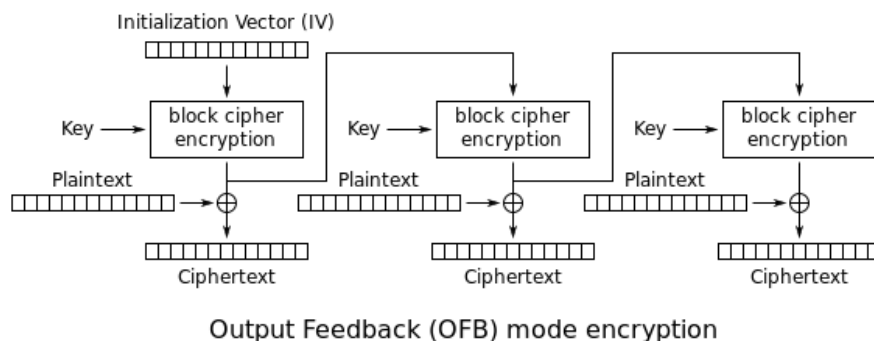 Initialization Vector (IV)
Key
block cipher
encryption
Key
block cipher
encryption
Key
block cipher
encryption
Plaintext
Plaintext
Plaintext
Ciphertext
Ciphertext
Ciphertext
Output Feedback (OFB) mode encryption